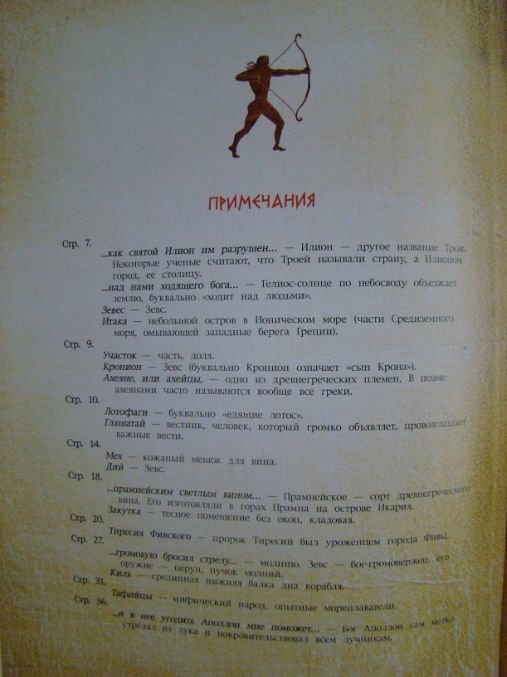 ПРИМЕЧАНИЯ
Стр. 7.
...как святой Илион им разрушен... — Илион — другое название Трои.
Некоторые ученые считают, что Троей называли страну, а Илионом
город, ее столицу.
...над нами ходящего бога... — Гелиос-солнце по небосводу объезжает
землю, буквально «ходит над людьми».
Зевес — Зевс.
Итака — небольшой остров в Ионическом море (части Средиземного
моря, омывающей западные берега Греции).
Стр. 9.
Участок — часть, доля.
Кронион — Зевс (буквально Кронион означает «сын Крона»).
Ахеяне, или ахейцы, — одно из древнегреческих племен. В поэме
ахеянами часто называются вообще все греки.
Стр. 10.
Лотофаги — буквально «едящие лотос».
Глашатай — вестник, человек, который громко объявляет, провозглашает
важные вести.
Стр. 14.
Мех — кожаный мешок для вина.
Дий — Зевс.
Стр. 18.
...прамнейским светлым вином... — Прамнейское — сорт древнегреческого
вина. Его изготовляли в горах Прамна на острове Икария.
Закутка — тесное помещение без окон, кладовая.
Стр. 20.
Тиресия Фивского — пророк Тиресий был уроженцем города Фивы.
Стр. 27.
...громовую бросил стрелу... — молнию. Зевс — бог-громовержец, его
оружие — перун, пучок молний.
Киль — срединная нижняя балка дна корабля.
Стр. 31.
Тафийцы — мифический народ, опытные мореплаватели.
Стр. 36.
...и в нее угодить Аполлон мне поможет... — Бог Аполлон сам метко
стрелял из лука и покровительствовал всем лучникам.